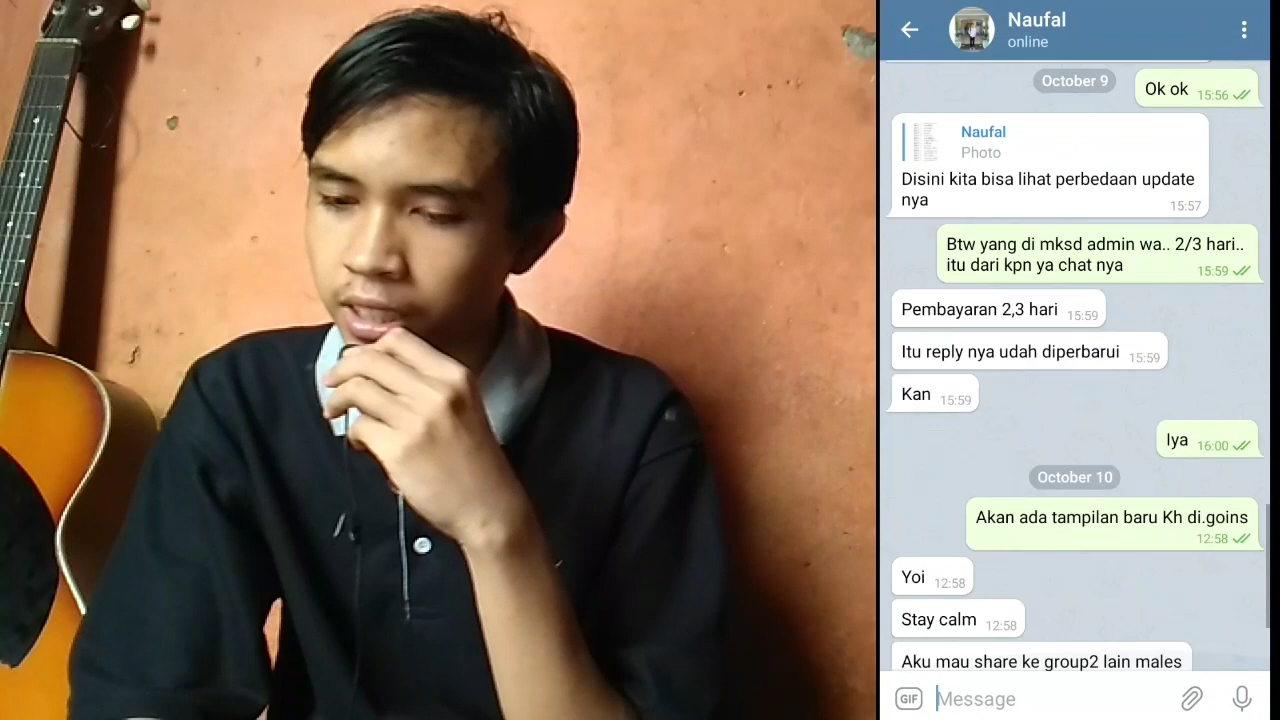 Naufal
online
October 9
Ok ok 15:56
Naufal
Photo
Disini kita bisa lihat perbedaan update
nya 15:57
Btw yang di mksd admin wa.. 2/3 hari..
itu dari kpn ya chat nya 15:59
Pembayaran 2,3 hari 15:59
Itu reply nya udah diperbarui 15:59
Kan 15:59
Iya 16:00
October 10
Akan ada tampilan baru Kh di.goins
12:58
Yoi 12:58
Stay calm 12:58
Aku mau share ke group2 lain males
GIF Message